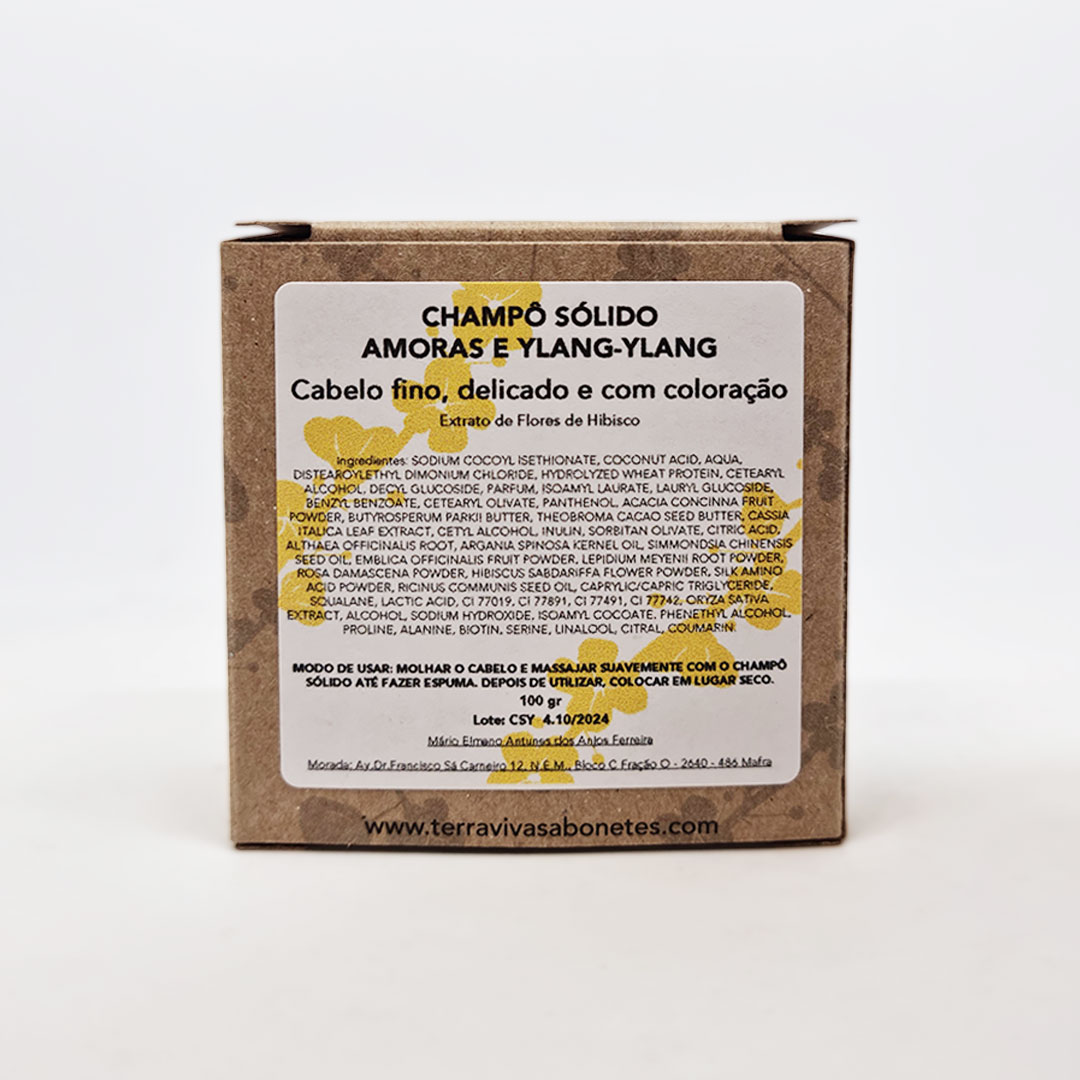 CHAMPÔ SÓLIDO
AMORAS E YLANG-YLANG
Cabelo fino, delicado e com coloração
Extrato de Flores de Hibisco
Ingredientes: SODIUM COCOYL ISETHIONATE, COCONUT ACID, AQUA,
DISTEAROYLETHYL DIMONIUM CHLORIDE, HYDROLYZED WHEAT PROTEIN, CETEARYL
ALCOHOL, DECYL GLUCOSIDE, PARFUM, ISOAMYL LAURATE, LAURYL GLUCOSIDE,
BENZYL BENZOATE, CETEARYL OLIVATE, PANTHENOL, ACACIA CONCINNA FRUIT
POWDER, BUTYROSPERUM PARKII BUTTER, THEOBROMA CACAO SEED BUTTER, CASSIA
ITALICA LEAF EXTRACT, CETYL ALCOHOL, INULIN, SORBITAN OLIVATE, CITRIC ACID,
ALTHAEA OFFICINALIS ROOT, ARGANIA SPINOSA KERNEL OIL, SIMMONDSIA CHINENSIS
SEED OIL, EMBLICA OFFICINALIS FRUIT POWDER, LEPIDIUM MEYENII ROOT POWDER,
ROSA DAMASCENA POWDER, HIBISCUS SABDARIFFA FLOWER POWDER, SILK AMINO
ACID POWDER, RICINUS COMMUNIS SEED OIL, CAPRYLIC/CAPRIC TRIGLYCERIDE,
SQUALANE, LACTIC ACID, CI 77019, CI 77891, CI 77491, CI 77742, ORYZA SATIVA
EXTRACT, ALCOHOL, SODIUM HYDROXIDE, ISOAMYL COCOATE, PHENETHYL ALCOHOL,
PROLINE, ALANINE, BIOTIN, SERINE, LINALOOL, CITRAL, COUMARIN.
MODO DE USAR: MOLHAR O CABELO E MASSAJAR SUAVEMENTE COM O CHAMPÔ
SÓLIDO ATÉ FAZER ESPUMA. DEPOIS DE UTILIZAR, COLOCAR EM LUGAR SECO.
100 gr
Lote: CSY 4.10/2024
Mário Elmano Antunes dos Anjos Ferreira
Morada: Av.Dr.Francisco Sá Carneiro 12, N.E.M., Bloco C Fração O - 2640 - 486 Mafra
www.terravivasabonetes.com